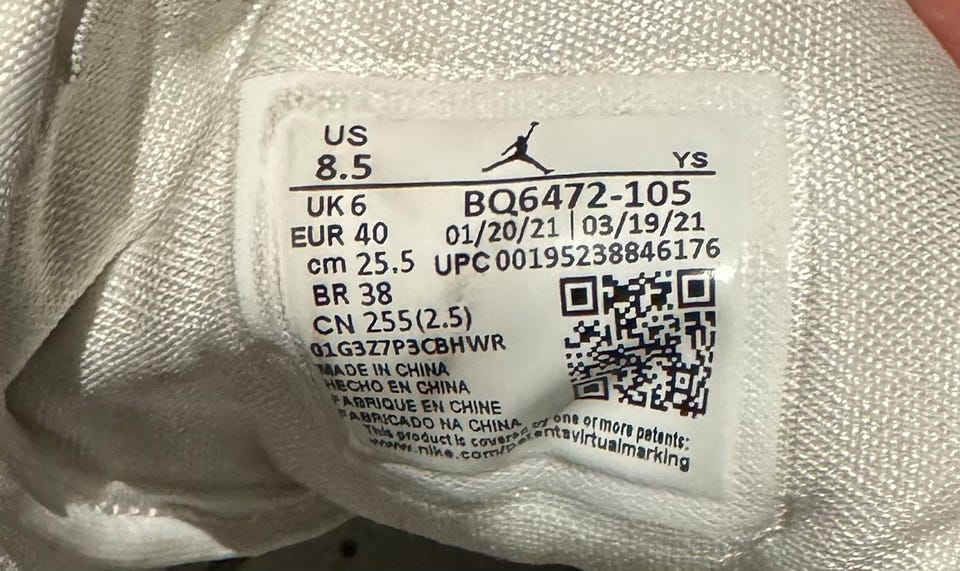 US
8.5
YS
UK 6
BQ6472-105
EUR 40
01/20/21 | 03/19/21
cm 25.5
UPC 00195238846176
BR 38
CN 255(2.5)
01G3Z7P3CBHWR
MADE IN CHINA
HECHO EN CHINA
FABRIQUE EN CHINE
FABRICADO NA CHINA
This product is covered by one or more patents:
www.nike.com/patentavirtualmarking